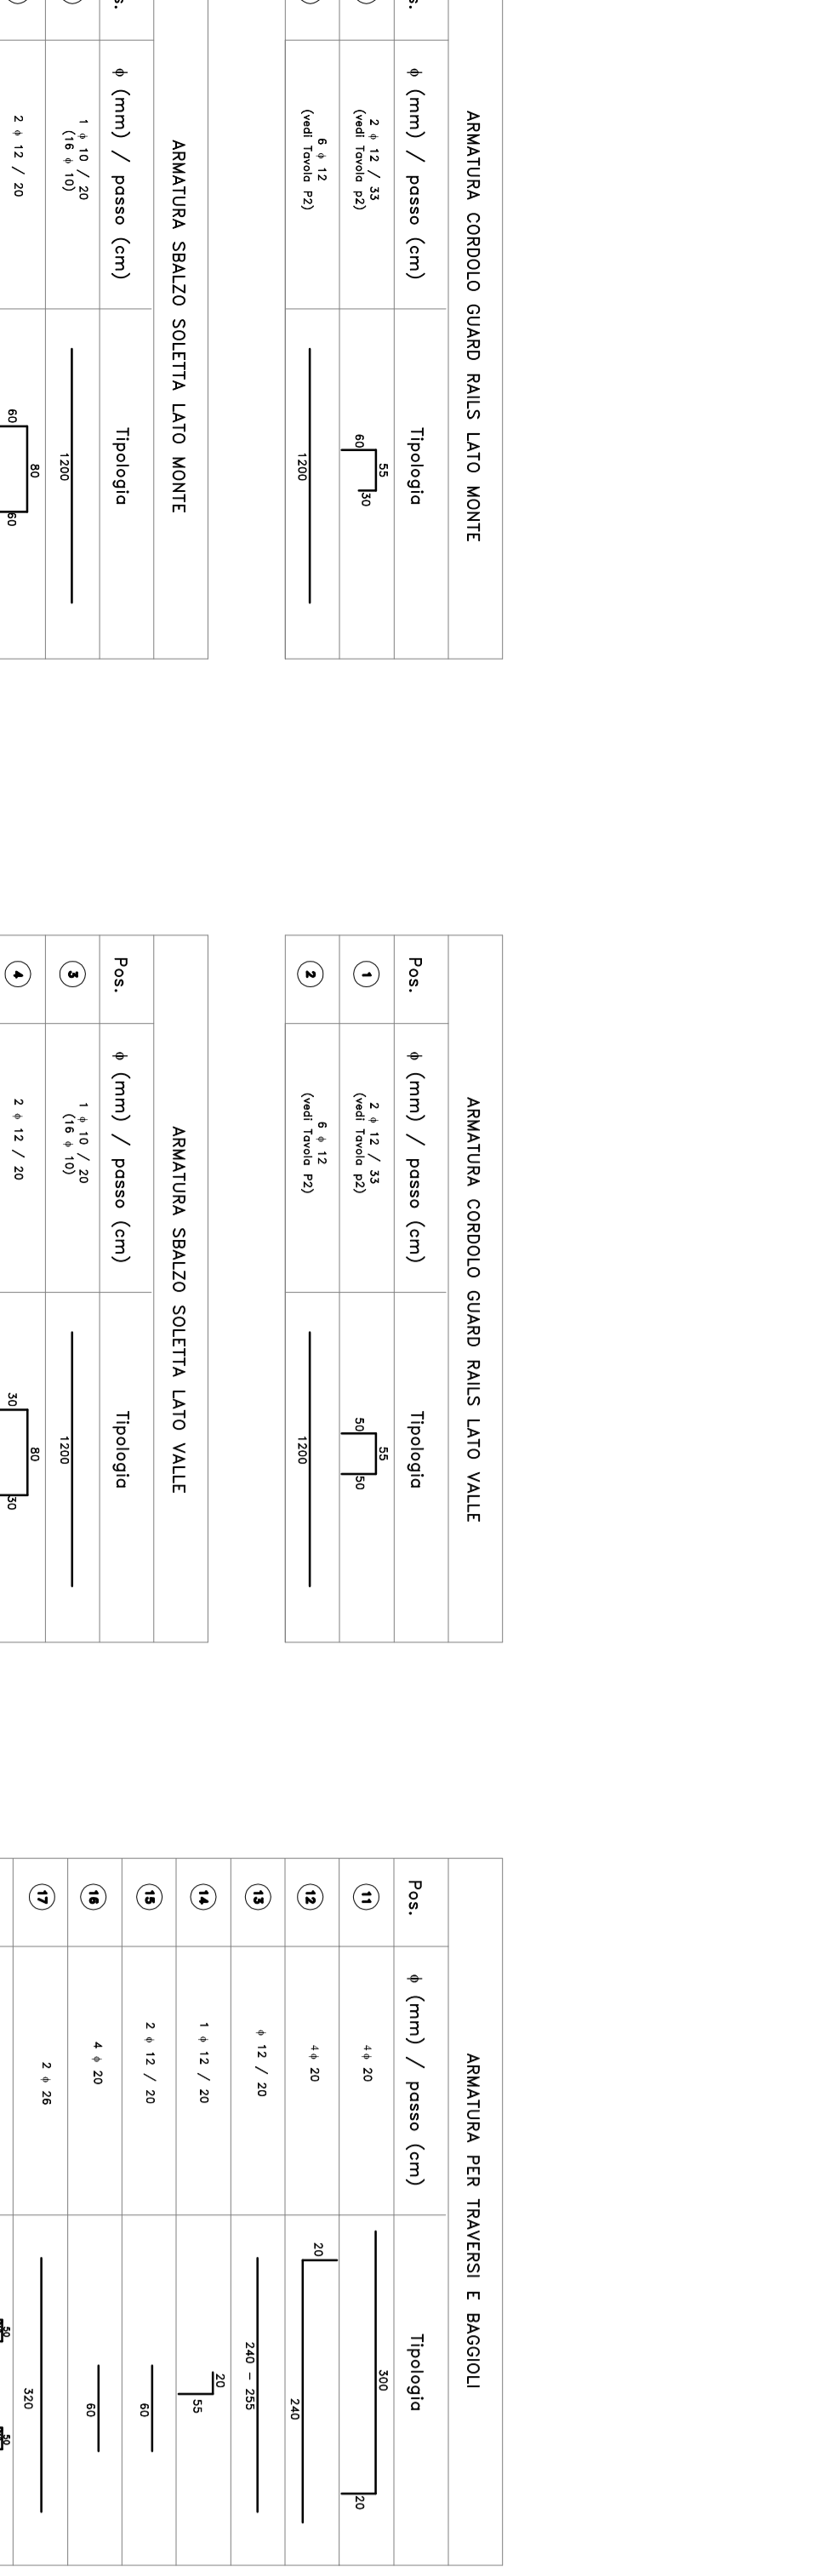 ARMATURA CORDOLO GUARD RAILS LATO MONTE
s.
ϕ (mm) / passo (cm)
Tipologia
2 ϕ 12 / 33
(vedi Tavola p2)
60
55
30
6 ϕ 12
(vedi Tavola P2)
1200
ARMATURA SBALZO SOLETTA LATO MONTE
s.
ϕ (mm) / passo (cm)
Tipologia
1 ϕ 10 / 20
(16 ϕ 10)
1200
2 ϕ 12 / 20
60
80
60
ARMATURA CORDOLO GUARD RAILS LATO VALLE
Pos.
ϕ (mm) / passo (cm)
Tipologia
1
2 ϕ 12 / 33
(vedi Tavola p2)
50
55
50
2
6 ϕ 12
(vedi Tavola P2)
1200
ARMATURA SBALZO SOLETTA LATO VALLE
Pos.
ϕ (mm) / passo (cm)
Tipologia
3
1 ϕ 10 / 20
(16 ϕ 10)
1200
4
2 ϕ 12 / 20
30
80
30
ARMATURA PER TRAVERSI E BAGGIOLI
Pos.
ϕ (mm) / passo (cm)
Tipologia
11
4ϕ 20
300
20
12
4ϕ 20
20
240
13
ϕ 12 / 20
240 - 255
14
1 ϕ 12 / 20
20
55
15
2 ϕ 12 / 20
60
16
4 ϕ 20
60
17
2 ϕ 26
320
50
50